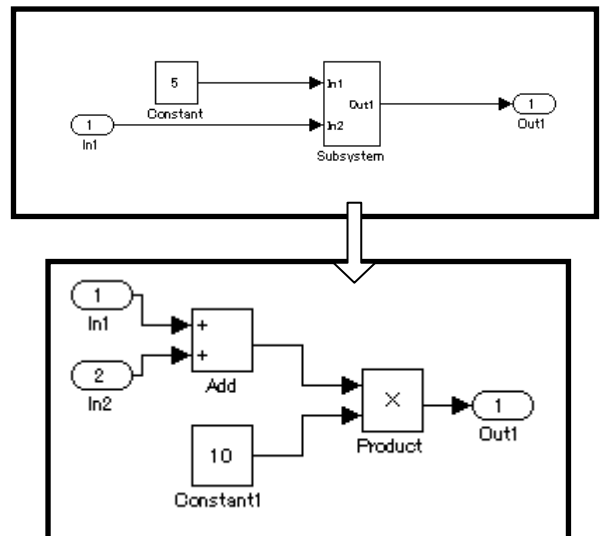 5
Constant
1
In1
In1
Out1
In2
Subsystem
1
Out1
1
In1
2
In2
+
+
Add
10
Constant1
×
Product
1
Out1